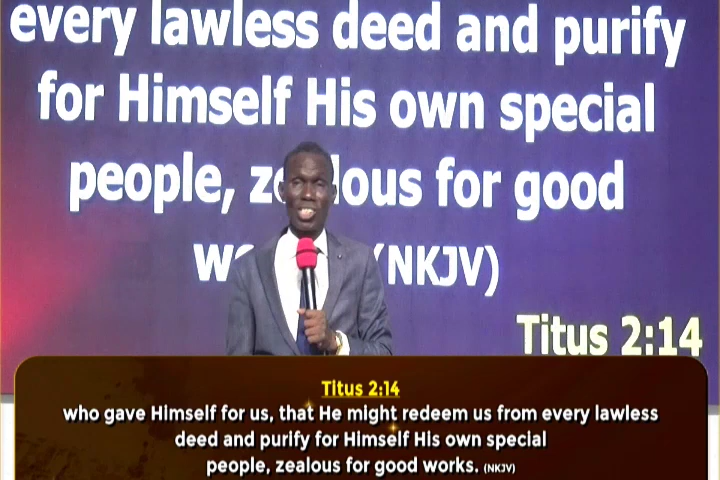 every lawless deed and purify
for Himself His own special
people, zealous for good
(NKJV)
Titus 2:14
Titus 2:14
who gave Himself for us, that He might redeem us from every lawless
deed and purify for Himself His own special
people, zealous for good works. (NKJV)